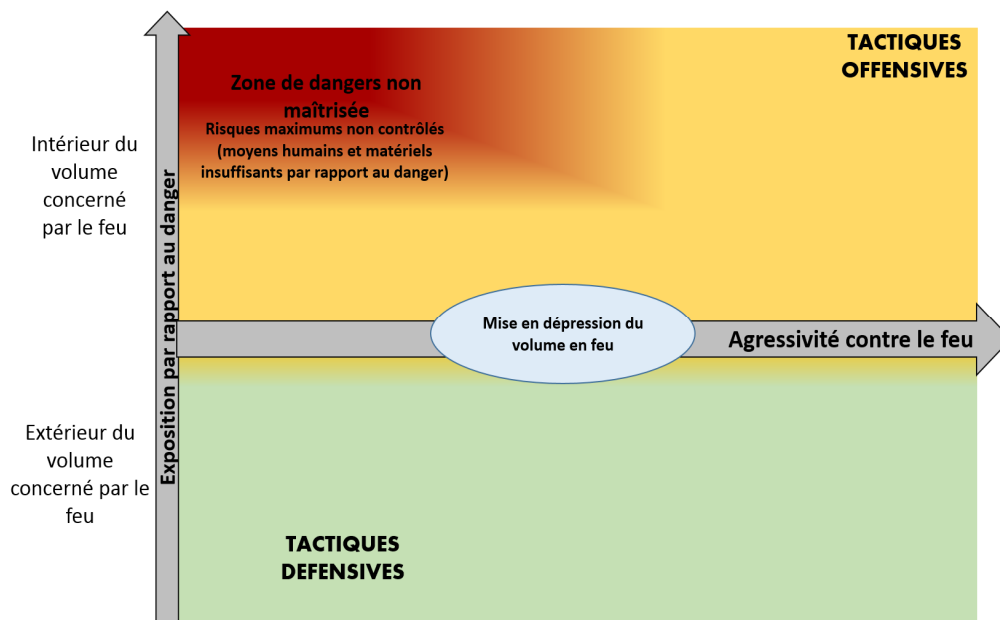 TACTIQUES
OFFENSIVES
Zone de dangers non
maîtrisée
Risques maximums non contrôlés
(moyens humains et matériels
insuffisants par rapport au danger)
Intérieur du
volume
concerné
par le feu
Exposition par rapport au danger
Mise en dépression du
volume en feu
Agressivité contre le feu
Extérieur du
volume
concerné par le
feu
TACTIQUES
DEFENSIVES